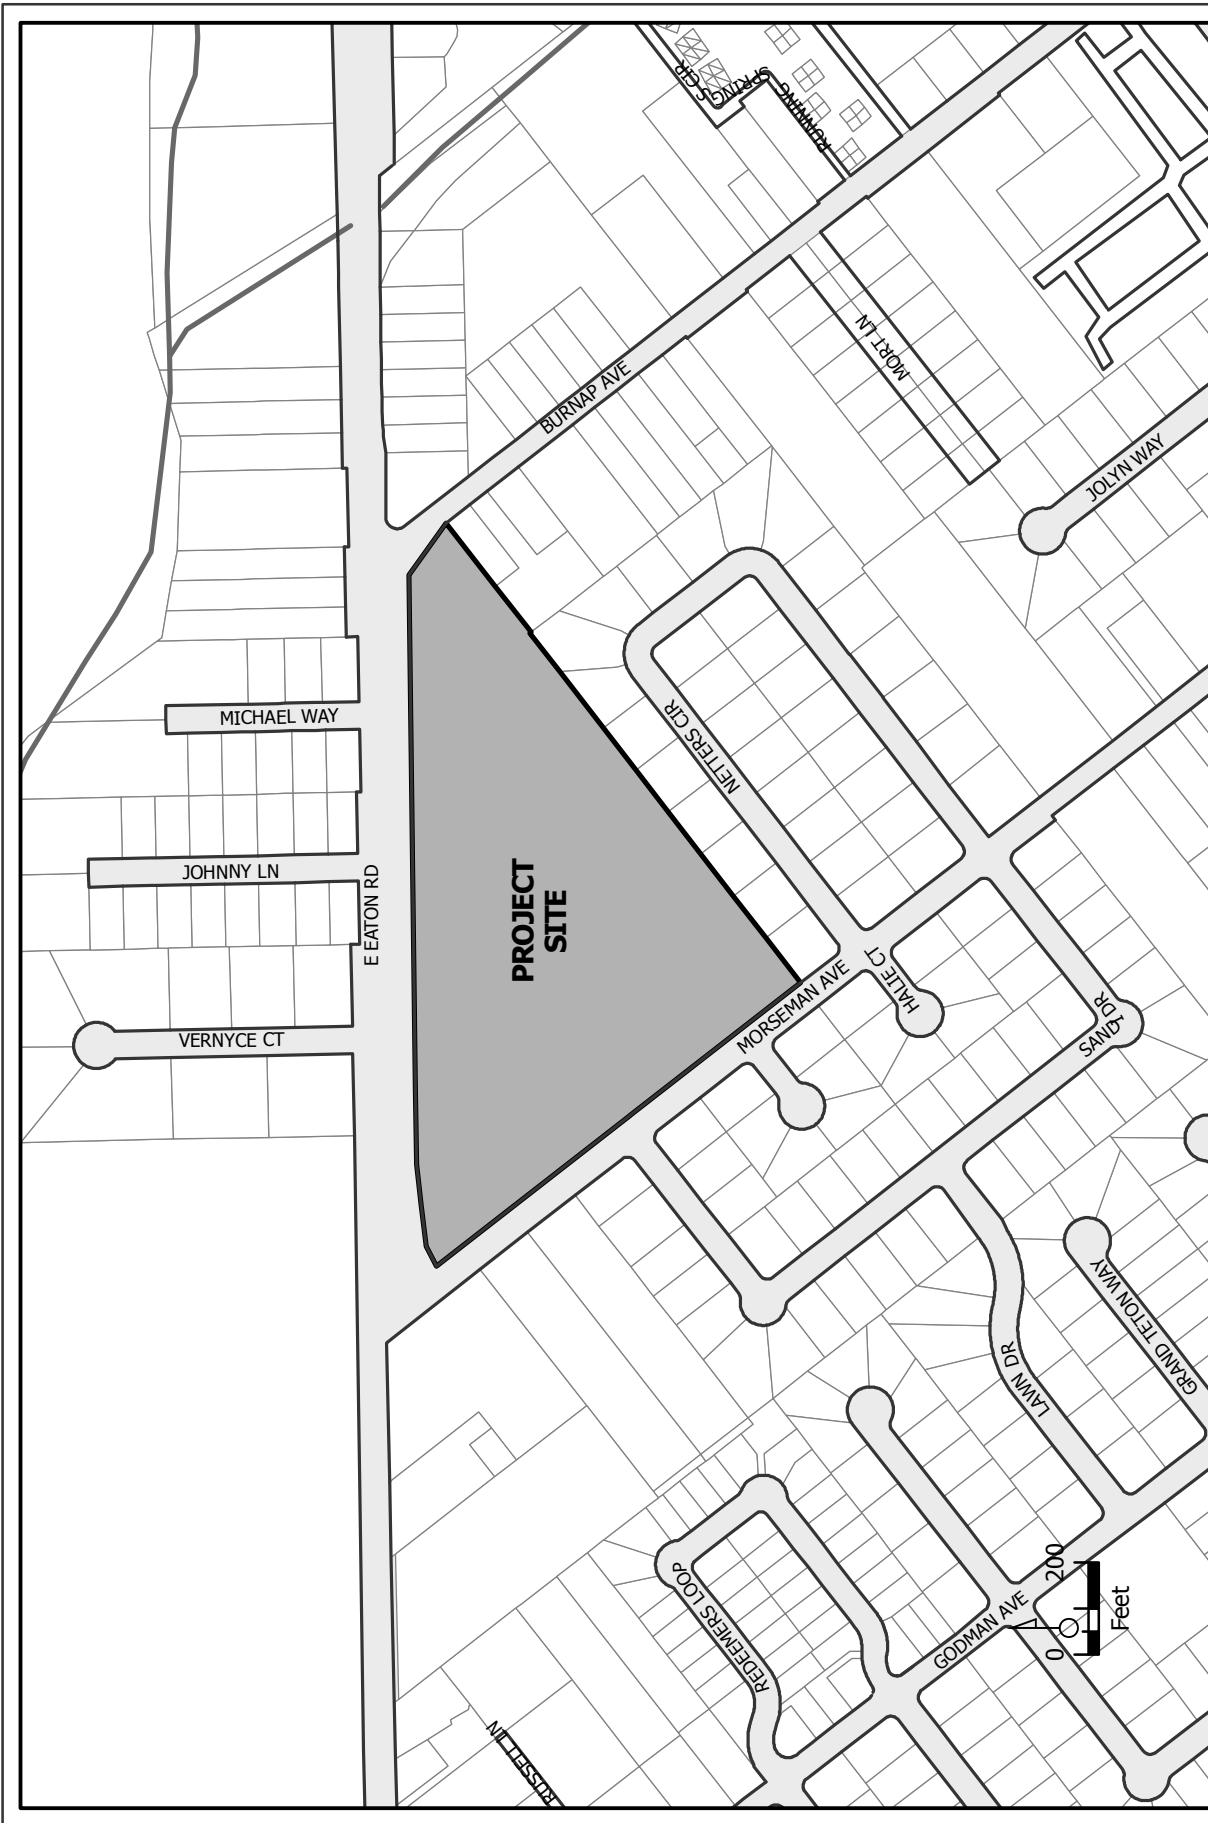 RUNNING
SPRINGS CIR
BURNAP AVE
MORT LN
JOLYN WAY
MICHAEL WAY
NETTERS CIR
JOHNNY LN
E EATON RD
PROJECT
SITE
VERNYCE CT
MORSEMAN AVE
HALIE CT
SANDI DR
GRAND TETON WAY
LAWN DR
REDEEMERS LOOP
GODMAN AVE
RUSSELL LN
0
200
Feet